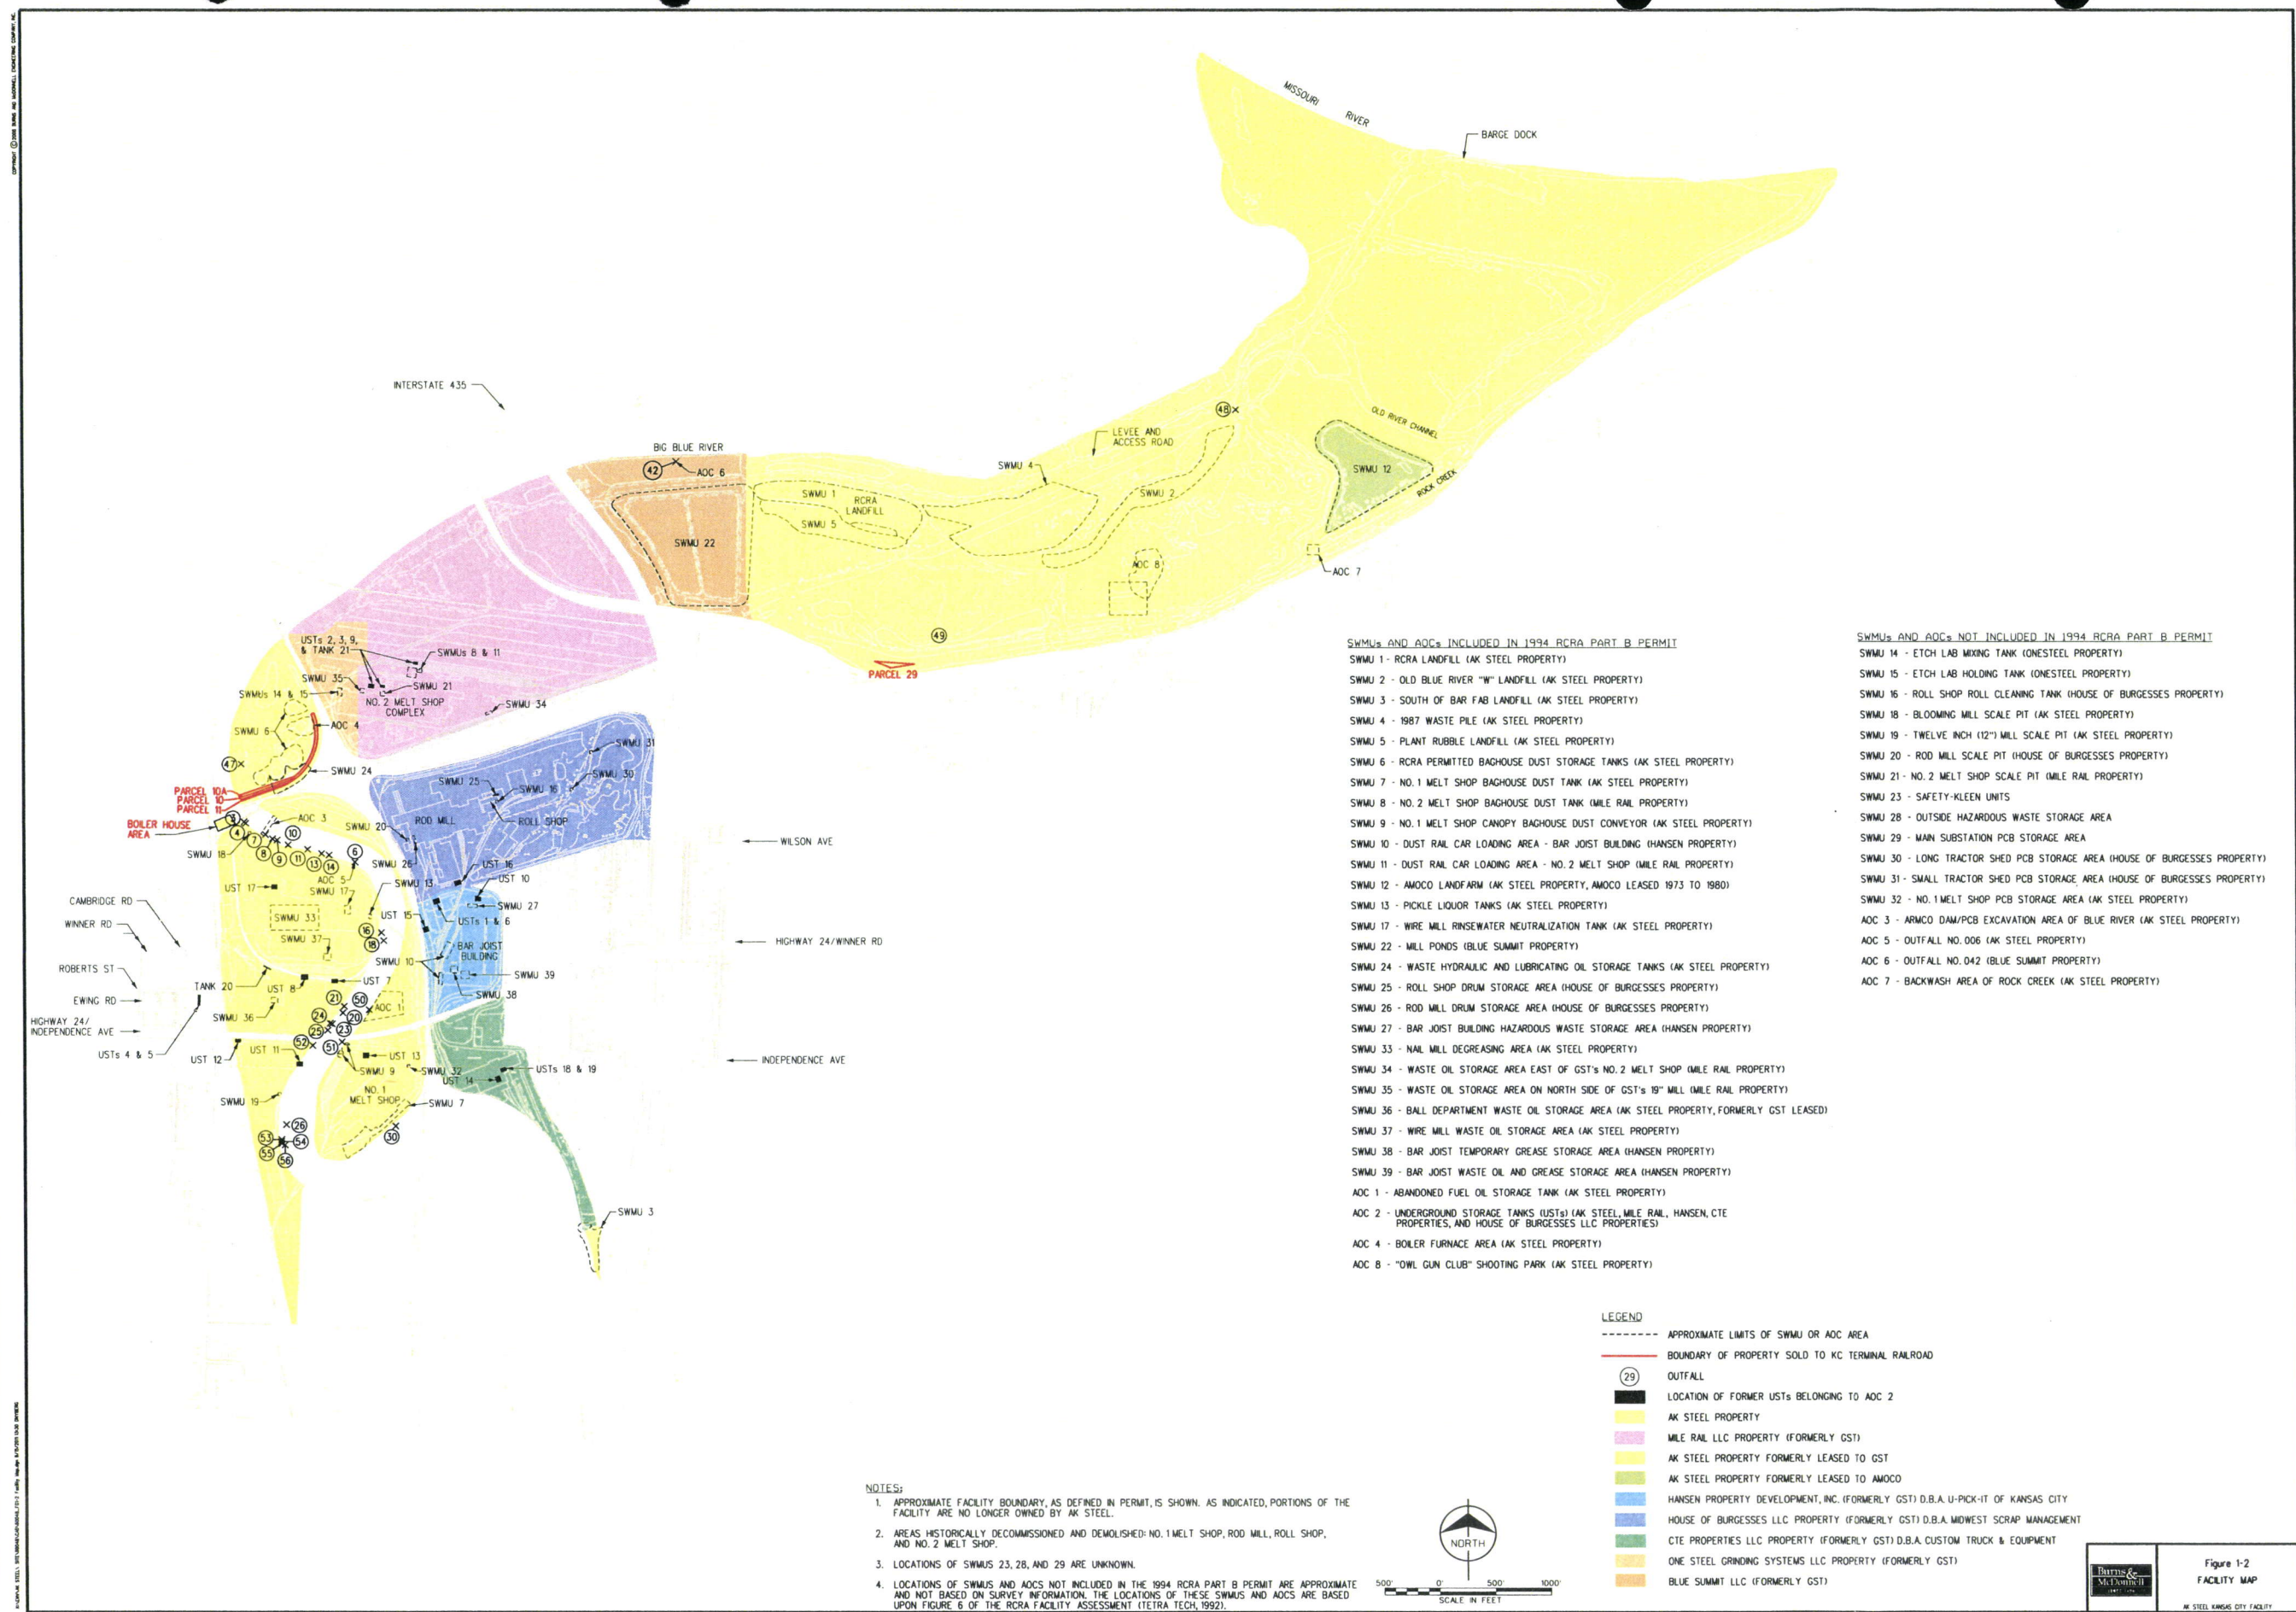 COPYRIGHT © 2008 BURNS AND McDONNELL ENGINEERING COMPANY, INC.
MISSOURI RIVER
BARGE DOCK
INTERSTATE 435
BIG BLUE RIVER
42
AOC 6
48
LEVEE AND
ACCESS ROAD
OLD RIVER CHANNEL
SWMU 4
SWMU 12
ROCK CREEK
SWMU 1
RCRA
LANDFILL
SWMU 2
SWMU 5
SWMU 22
AOC 8
AOC 7
49
PARCEL 29
USTs 2, 3, 9,
& TANK 21
SWMUs 8 & 11
SWMU 35
SWMU 21
SWMUs 14 & 15
NO. 2 MELT SHOP
COMPLEX
SWMU 34
AOC 4
SWMU 6
47
SWMU 24
SWMU 31
SWMU 30
SWMU 25
SWMU 16
ROLL SHOP
ROD MILL
PARCEL 10A
PARCEL 10
PARCEL 11
BOILER HOUSE
AREA
3
4
7
8
9
10
11
13
14
6
AOC 3
SWMU 20
SWMU 18
SWMU 26
AOC 5
WILSON AVE
UST 16
UST 10
UST 17
SWMU 17
SWMU 13
SWMU 27
USTs 1 & 6
UST 15
CAMBRIDGE RD
WINNER RD
SWMU 33
16
18
SWMU 37
BAR JOIST
BUILDING
HIGHWAY 24/WINNER RD
SWMU 10
SWMU 39
SWMU 38
ROBERTS ST
TANK 20
UST 8
UST 7
EWING RD
21
50
AOC 1
SWMU 36
24
20
25
23
HIGHWAY 24/
INDEPENDENCE AVE
52
51
USTs 4 & 5
UST 12
UST 11
UST 13
SWMU 9
SWMU 32
UST 14
USTs 18 & 19
INDEPENDENCE AVE
NO. 1
MELT SHOP
SWMU 19
SWMU 7
26
53
54
55
56
30
SWMU 3
SWMUs AND AOCs INCLUDED IN 1994 RCRA PART B PERMIT
SWMU 1 - RCRA LANDFILL (AK STEEL PROPERTY)
SWMU 2 - OLD BLUE RIVER "W" LANDFILL (AK STEEL PROPERTY)
SWMU 3 - SOUTH OF BAR FAB LANDFILL (AK STEEL PROPERTY)
SWMU 4 - 1987 WASTE PILE (AK STEEL PROPERTY)
SWMU 5 - PLANT RUBBLE LANDFILL (AK STEEL PROPERTY)
SWMU 6 - RCRA PERMITTED BAGHOUSE DUST STORAGE TANKS (AK STEEL PROPERTY)
SWMU 7 - NO. 1 MELT SHOP BAGHOUSE DUST TANK (AK STEEL PROPERTY)
SWMU 8 - NO. 2 MELT SHOP BAGHOUSE DUST TANK (MILE RAIL PROPERTY)
SWMU 9 - NO. 1 MELT SHOP CANOPY BAGHOUSE DUST CONVEYOR (AK STEEL PROPERTY)
SWMU 10 - DUST RAIL CAR LOADING AREA - BAR JOIST BUILDING (HANSEN PROPERTY)
SWMU 11 - DUST RAIL CAR LOADING AREA - NO. 2 MELT SHOP (MILE RAIL PROPERTY)
SWMU 12 - AMOCO LANDFARM (AK STEEL PROPERTY, AMOCO LEASED 1973 TO 1980)
SWMU 13 - PICKLE LIQUOR TANKS (AK STEEL PROPERTY)
SWMU 17 - WIRE MILL RINSEWATER NEUTRALIZATION TANK (AK STEEL PROPERTY)
SWMU 22 - MILL PONDS (BLUE SUMMIT PROPERTY)
SWMU 24 - WASTE HYDRAULIC AND LUBRICATING OIL STORAGE TANKS (AK STEEL PROPERTY)
SWMU 25 - ROLL SHOP DRUM STORAGE AREA (HOUSE OF BURGESSES PROPERTY)
SWMU 26 - ROD MILL DRUM STORAGE AREA (HOUSE OF BURGESSES PROPERTY)
SWMU 27 - BAR JOIST BUILDING HAZARDOUS WASTE STORAGE AREA (HANSEN PROPERTY)
SWMU 33 - NAIL MILL DEGREASING AREA (AK STEEL PROPERTY)
SWMU 34 - WASTE OIL STORAGE AREA EAST OF GST's NO. 2 MELT SHOP (MILE RAIL PROPERTY)
SWMU 35 - WASTE OIL STORAGE AREA ON NORTH SIDE OF GST's 19" MILL (MILE RAIL PROPERTY)
SWMU 36 - BALL DEPARTMENT WASTE OIL STORAGE AREA (AK STEEL PROPERTY, FORMERLY GST LEASED)
SWMU 37 - WIRE MILL WASTE OIL STORAGE AREA (AK STEEL PROPERTY)
SWMU 38 - BAR JOIST TEMPORARY GREASE STORAGE AREA (HANSEN PROPERTY)
SWMU 39 - BAR JOIST WASTE OIL AND GREASE STORAGE AREA (HANSEN PROPERTY)
AOC 1 - ABANDONED FUEL OIL STORAGE TANK (AK STEEL PROPERTY)
AOC 2 - UNDERGROUND STORAGE TANKS (USTs) (AK STEEL, MILE RAIL, HANSEN, CTE
PROPERTIES, AND HOUSE OF BURGESSES LLC PROPERTIES)
AOC 4 - BOILER FURNACE AREA (AK STEEL PROPERTY)
AOC 8 - "OWL GUN CLUB" SHOOTING PARK (AK STEEL PROPERTY)
SWMUs AND AOCs NOT INCLUDED IN 1994 RCRA PART B PERMIT
SWMU 14 - ETCH LAB MIXING TANK (ONESTEEL PROPERTY)
SWMU 15 - ETCH LAB HOLDING TANK (ONESTEEL PROPERTY)
SWMU 16 - ROLL SHOP ROLL CLEANING TANK (HOUSE OF BURGESSES PROPERTY)
SWMU 18 - BLOOMING MILL SCALE PIT (AK STEEL PROPERTY)
SWMU 19 - TWELVE INCH (12") MILL SCALE PIT (AK STEEL PROPERTY)
SWMU 20 - ROD MILL SCALE PIT (HOUSE OF BURGESSES PROPERTY)
SWMU 21 - NO. 2 MELT SHOP SCALE PIT (MILE RAIL PROPERTY)
SWMU 23 - SAFETY-KLEEN UNITS
SWMU 28 - OUTSIDE HAZARDOUS WASTE STORAGE AREA
SWMU 29 - MAIN SUBSTATION PCB STORAGE AREA
SWMU 30 - LONG TRACTOR SHED PCB STORAGE AREA (HOUSE OF BURGESSES PROPERTY)
SWMU 31 - SMALL TRACTOR SHED PCB STORAGE AREA (HOUSE OF BURGESSES PROPERTY)
SWMU 32 - NO. 1 MELT SHOP PCB STORAGE AREA (AK STEEL PROPERTY)
AOC 3 - ARMCO DAM/PCB EXCAVATION AREA OF BLUE RIVER (AK STEEL PROPERTY)
AOC 5 - OUTFALL NO. 006 (AK STEEL PROPERTY)
AOC 6 - OUTFALL NO. 042 (BLUE SUMMIT PROPERTY)
AOC 7 - BACKWASH AREA OF ROCK CREEK (AK STEEL PROPERTY)
LEGEND
APPROXIMATE LIMITS OF SWMU OR AOC AREA
BOUNDARY OF PROPERTY SOLD TO KC TERMINAL RAILROAD
29 OUTFALL
LOCATION OF FORMER USTs BELONGING TO AOC 2
AK STEEL PROPERTY
MILE RAIL LLC PROPERTY (FORMERLY GST)
AK STEEL PROPERTY FORMERLY LEASED TO GST
AK STEEL PROPERTY FORMERLY LEASED TO AMOCO
HANSEN PROPERTY DEVELOPMENT, INC. (FORMERLY GST) D.B.A. U-PICK-IT OF KANSAS CITY
HOUSE OF BURGESSES LLC PROPERTY (FORMERLY GST) D.B.A. MIDWEST SCRAP MANAGEMENT
CTE PROPERTIES LLC PROPERTY (FORMERLY GST) D.B.A. CUSTOM TRUCK & EQUIPMENT
ONE STEEL GRINDING SYSTEMS LLC PROPERTY (FORMERLY GST)
BLUE SUMMIT LLC (FORMERLY GST)
NOTES:
1. APPROXIMATE FACILITY BOUNDARY, AS DEFINED IN PERMIT, IS SHOWN. AS INDICATED, PORTIONS OF THE
FACILITY ARE NO LONGER OWNED BY AK STEEL.
2. AREAS HISTORICALLY DECOMMISSIONED AND DEMOLISHED: NO. 1 MELT SHOP, ROD MILL, ROLL SHOP,
AND NO. 2 MELT SHOP.
3. LOCATIONS OF SWMUS 23, 28, AND 29 ARE UNKNOWN.
4. LOCATIONS OF SWMUS AND AOCS NOT INCLUDED IN THE 1994 RCRA PART B PERMIT ARE APPROXIMATE
AND NOT BASED ON SURVEY INFORMATION. THE LOCATIONS OF THESE SWMUS AND AOCS ARE BASED
UPON FIGURE 6 OF THE RCRA FACILITY ASSESSMENT (TETRA TECH, 1992).
NORTH
500' 0' 500' 1000'
SCALE IN FEET
Burns &
McDonnell
Figure 1-2
FACILITY MAP
AK STEEL KANSAS CITY FACILITY